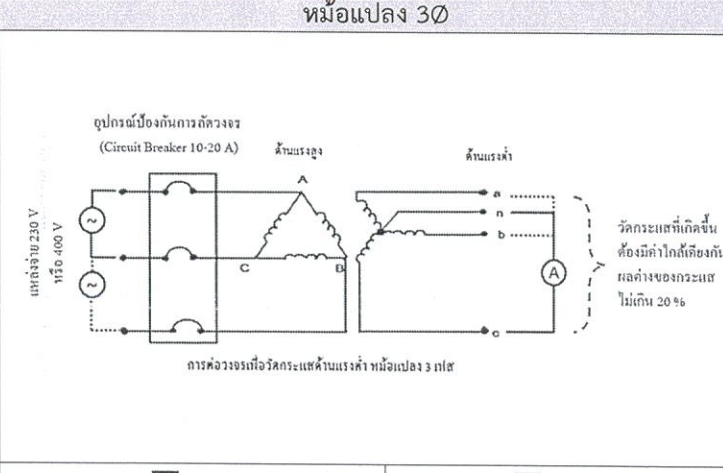 หม้อแปลง 3Ø
อุปกรณ์ป้องกันการลัดวงจร
(Circuit Breaker 10-20 A)
ด้านแรงสูง
ด้านแรงต่ำ
A
C
B
a
n
b
c
A
~
~
แหล่งจ่าย 230 V
หรือ 400 V
วัดกระแสที่เกิดขึ้น
ต้องมีค่าใกล้เคียงกัน
ผลต่างของกระแส
ไม่เกิน 20 %
การต่อวงจรเพื่อวัดกระแสด้านแรงต่ำ หม้อแปลง 3 เฟส